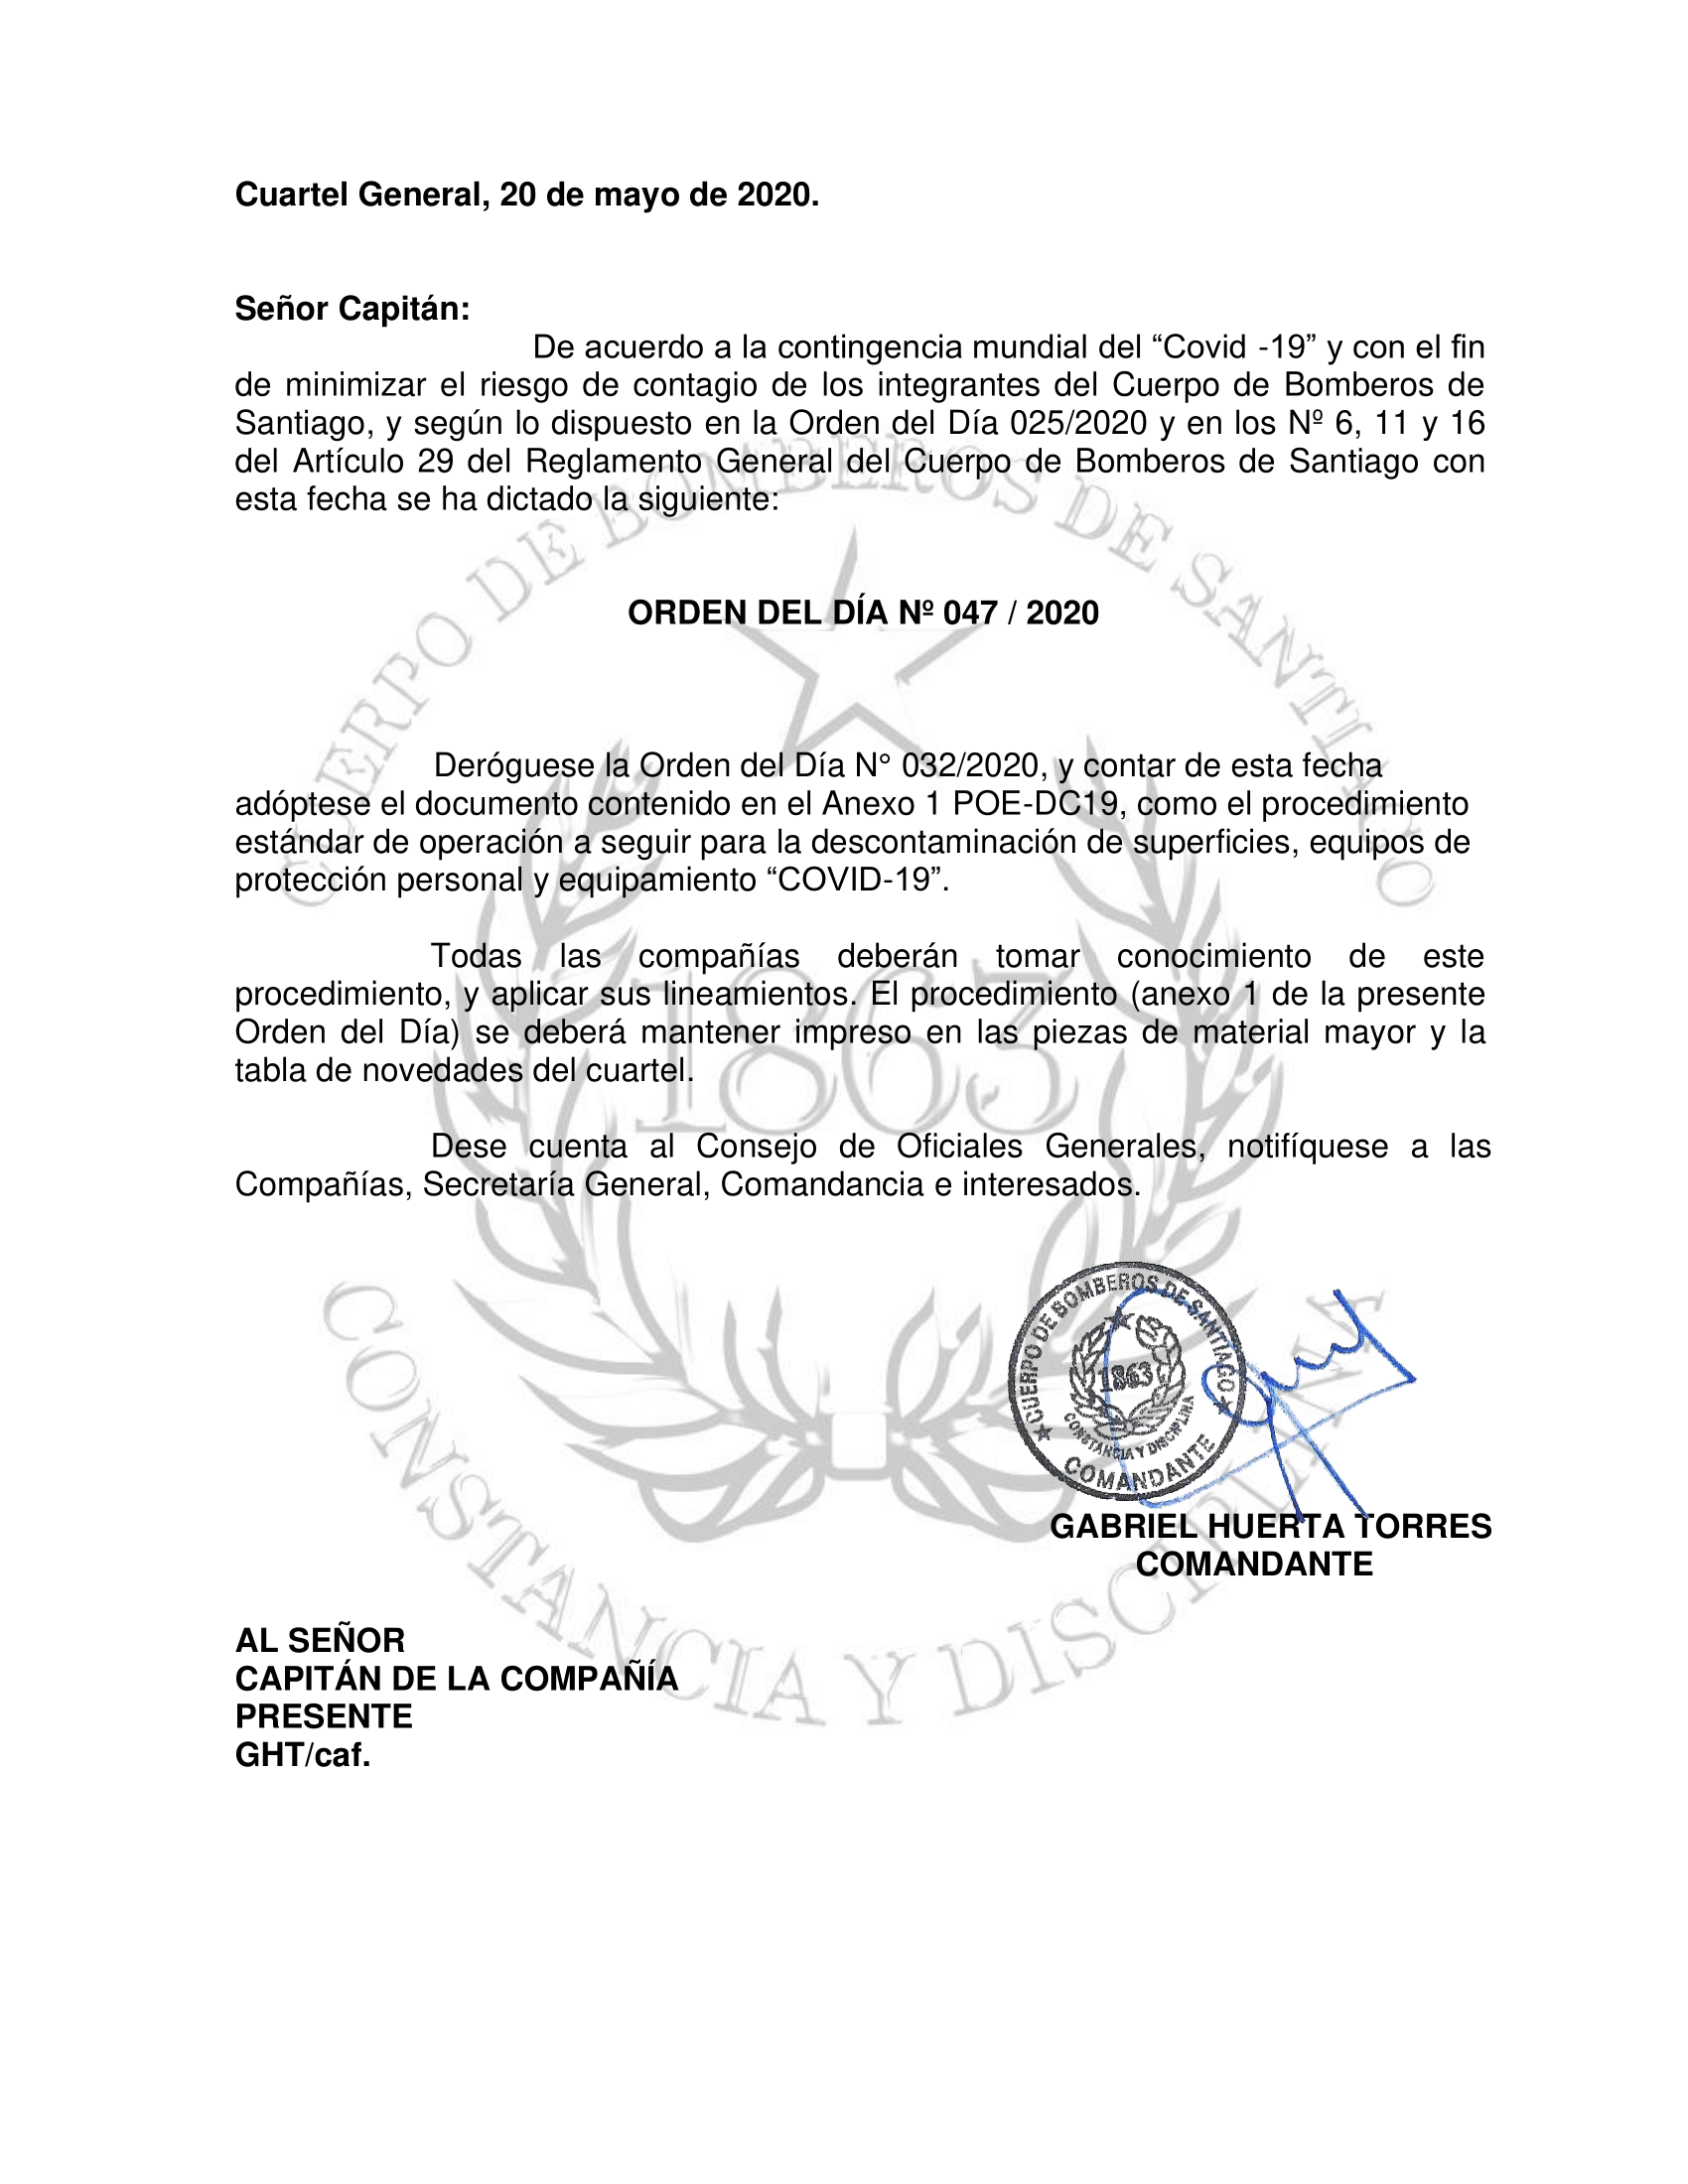 Cuartel General, 20 de mayo de 2020.
Señor Capitán:
De acuerdo a la contingencia mundial del “Covid -19” y con el fin
de minimizar el riesgo de contagio de los integrantes del Cuerpo de Bomberos de
Santiago, y según lo dispuesto en la Orden del Día 025/2020 y en los Nº 6, 11 y 16
del Artículo 29 del Reglamento General del Cuerpo de Bomberos de Santiago con
esta fecha se ha dictado la siguiente:
ORDEN DEL DÍA Nº 047 / 2020
Deróguese la Orden del Día N° 032/2020, y contar de esta fecha
adóptese el documento contenido en el Anexo 1 POE-DC19, como el procedimiento
estándar de operación a seguir para la descontaminación de superficies, equipos de
protección personal y equipamiento “COVID-19”.
Todas las compañías deberán tomar conocimiento de este
procedimiento, y aplicar sus lineamientos. El procedimiento (anexo 1 de la presente
Orden del Día) se deberá mantener impreso en las piezas de material mayor y la
tabla de novedades del cuartel.
Dese cuenta al Consejo de Oficiales Generales, notifíquese a las
Compañías, Secretaría General, Comandancia e interesados.
CUERPO DE BOMBEROS DE SANTIAGO
1863
CONSTANCIA Y DISCIPLINA
CUERPO DE BOMBEROS DE SANTIAGO
1863
CONSTANCIA Y DISCIPLINA
COMANDANTE
GABRIEL HUERTA TORRES
COMANDANTE
AL SEÑOR
CAPITÁN DE LA COMPAÑÍA
PRESENTE
GHT/caf.